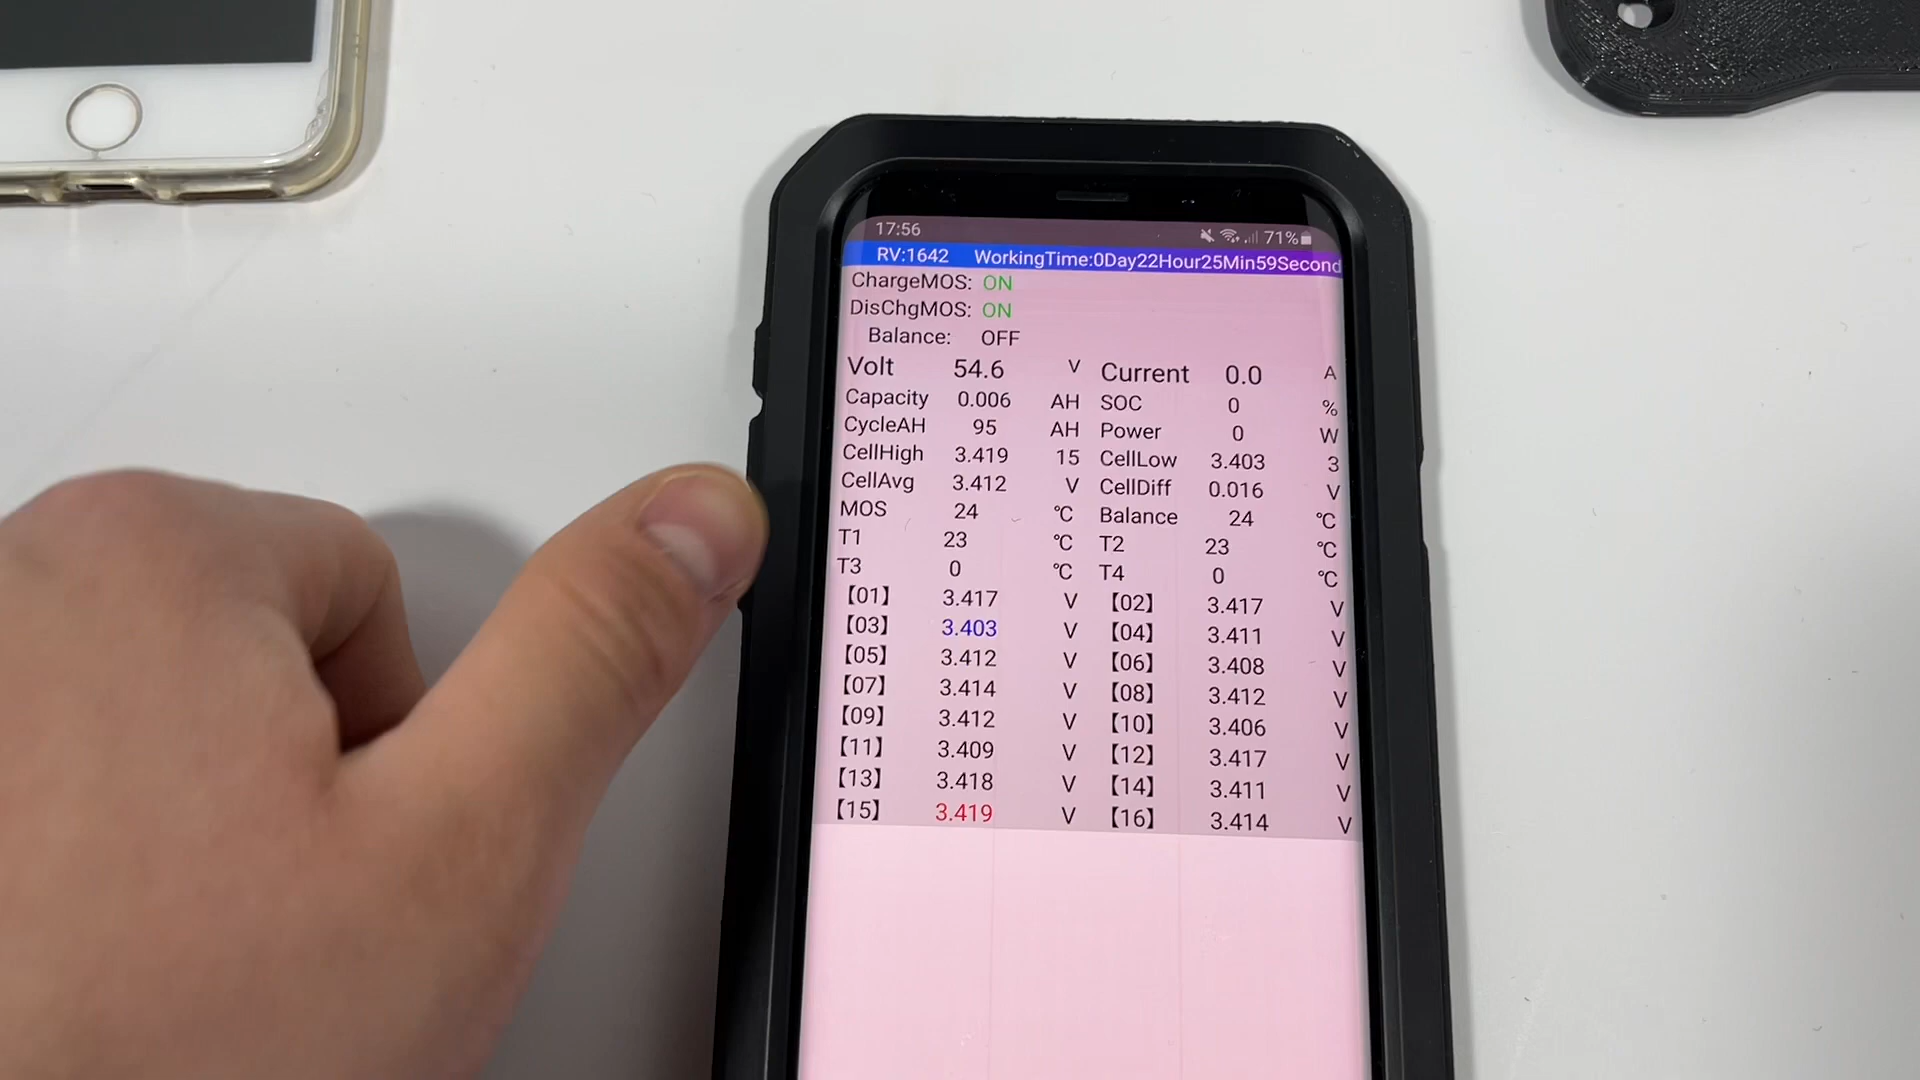 17:56 71%
RV:1642 WorkingTime:0Day22Hour25Min59Second
ChargeMOS: ON
DisChgMOS: ON
Balance: OFF
Volt 54.6 V Current 0.0 A
Capacity 0.006 AH SOC 0 %
CycleAH 95 AH Power 0 W
CellHigh 3.419 15 CellLow 3.403 3
CellAvg 3.412 V CellDiff 0.016 V
MOS 24 ℃ Balance 24 ℃
T1 23 ℃ T2 23 ℃
T3 0 ℃ T4 0 ℃
【01】 3.417 V 【02】 3.417 V
【03】 3.403 V 【04】 3.411 V
【05】 3.412 V 【06】 3.408 V
【07】 3.414 V 【08】 3.412 V
【09】 3.412 V 【10】 3.406 V
【11】 3.409 V 【12】 3.417 V
【13】 3.418 V 【14】 3.411 V
【15】 3.419 V 【16】 3.414 V